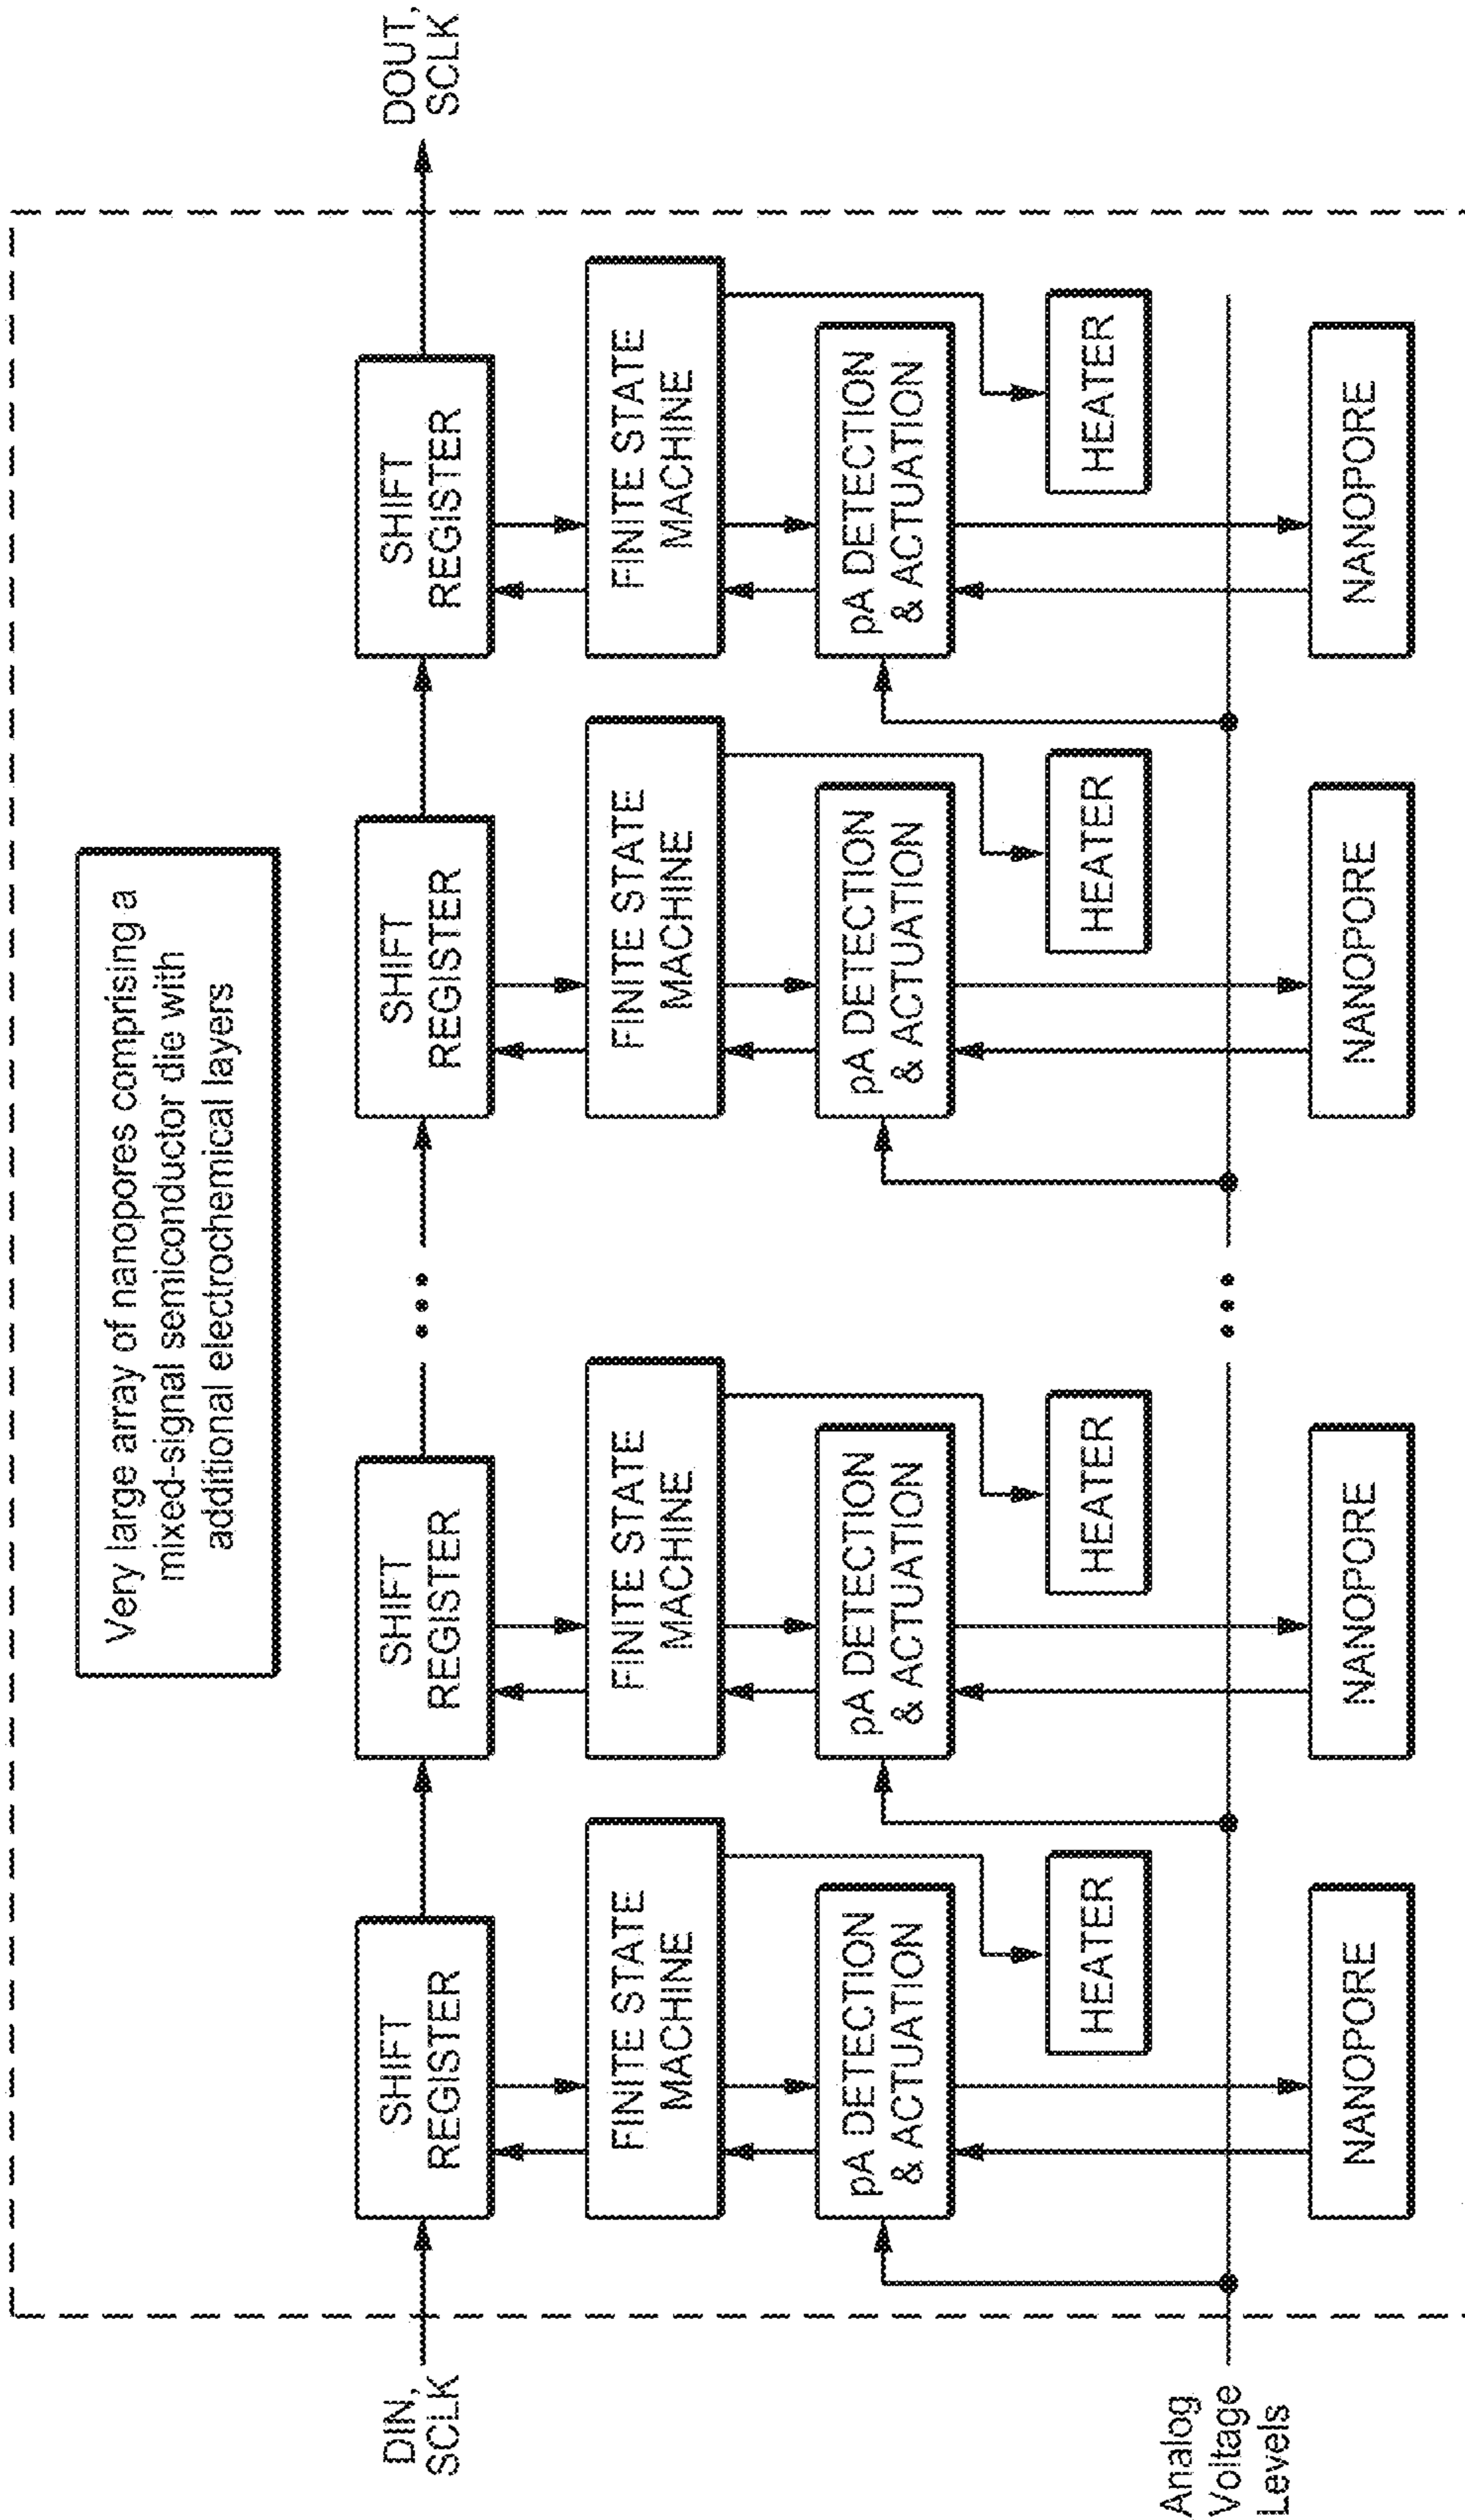 Very large array of nanopores comprising a
mixed-signal semiconductor die with
additional electrochemical layers
DIN,
SCLK
SHIFT
REGISTER
SHIFT
REGISTER
SHIFT
REGISTER
SHIFT
REGISTER
DOUT,
SCLK
FINITE STATE
MACHINE
FINITE STATE
MACHINE
FINITE STATE
MACHINE
FINITE STATE
MACHINE
pA DETECTION
& ACTUATION
pA DETECTION
& ACTUATION
pA DETECTION
& ACTUATION
pA DETECTION
& ACTUATION
HEATER
HEATER
HEATER
HEATER
Analog
Voltage
Levels
NANOPORE
NANOPORE
NANOPORE
NANOPORE